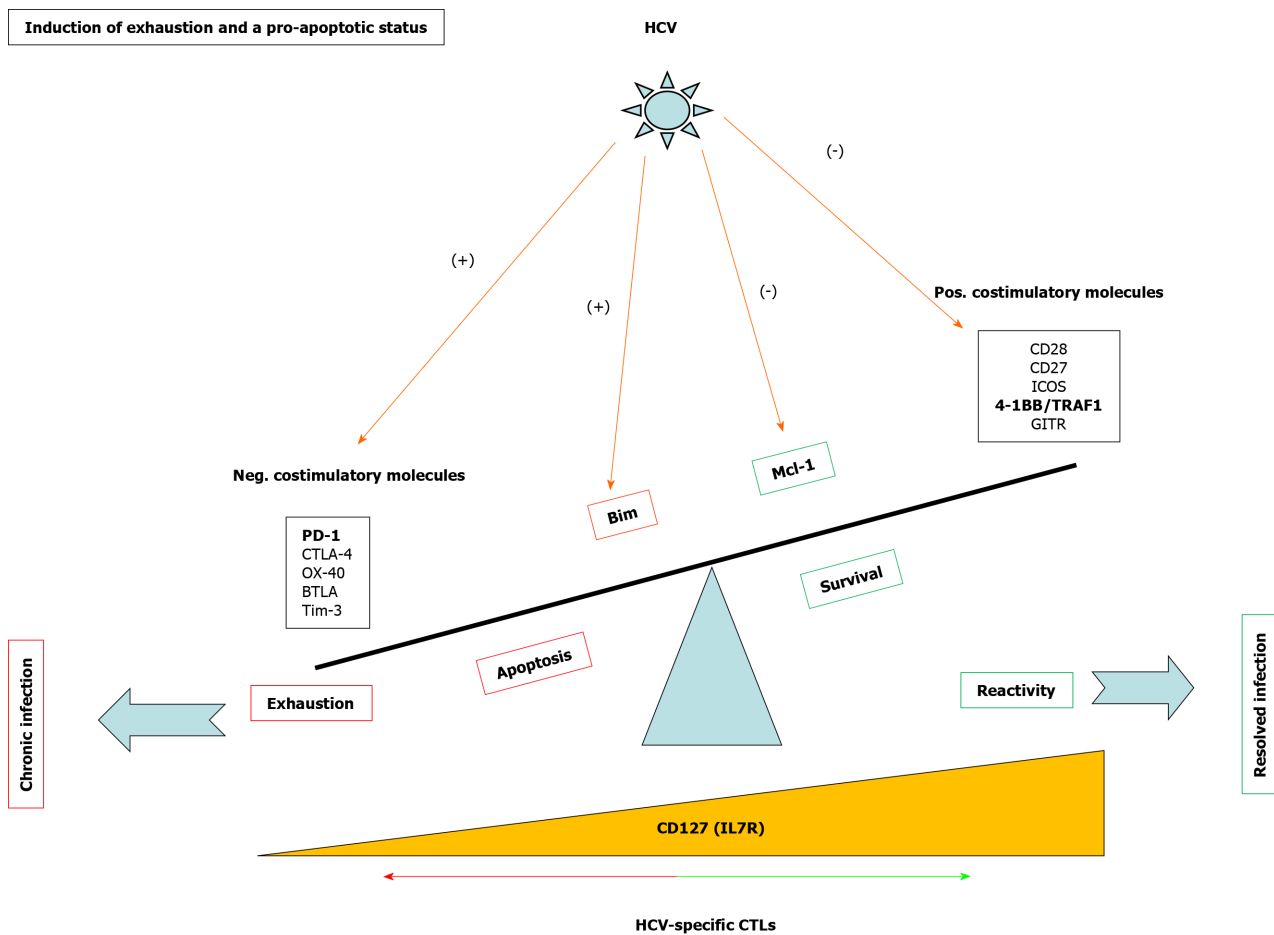 Induction of exhaustion and a pro-apoptotic status
HCV
(-)
(+)
(+)
(-)
Pos. costimulatory molecules
CD28
CD27
ICOS
4-1BB/TRAF1
GITR
Neg. costimulatory molecules
PD-1
CTLA-4
OX-40
BTLA
Tim-3
Bim
Mcl-1
Survival
Apoptosis
Exhaustion
Reactivity
Chronic infection
Resolved infection
CD127 (IL7R)
HCV-specific CTLs